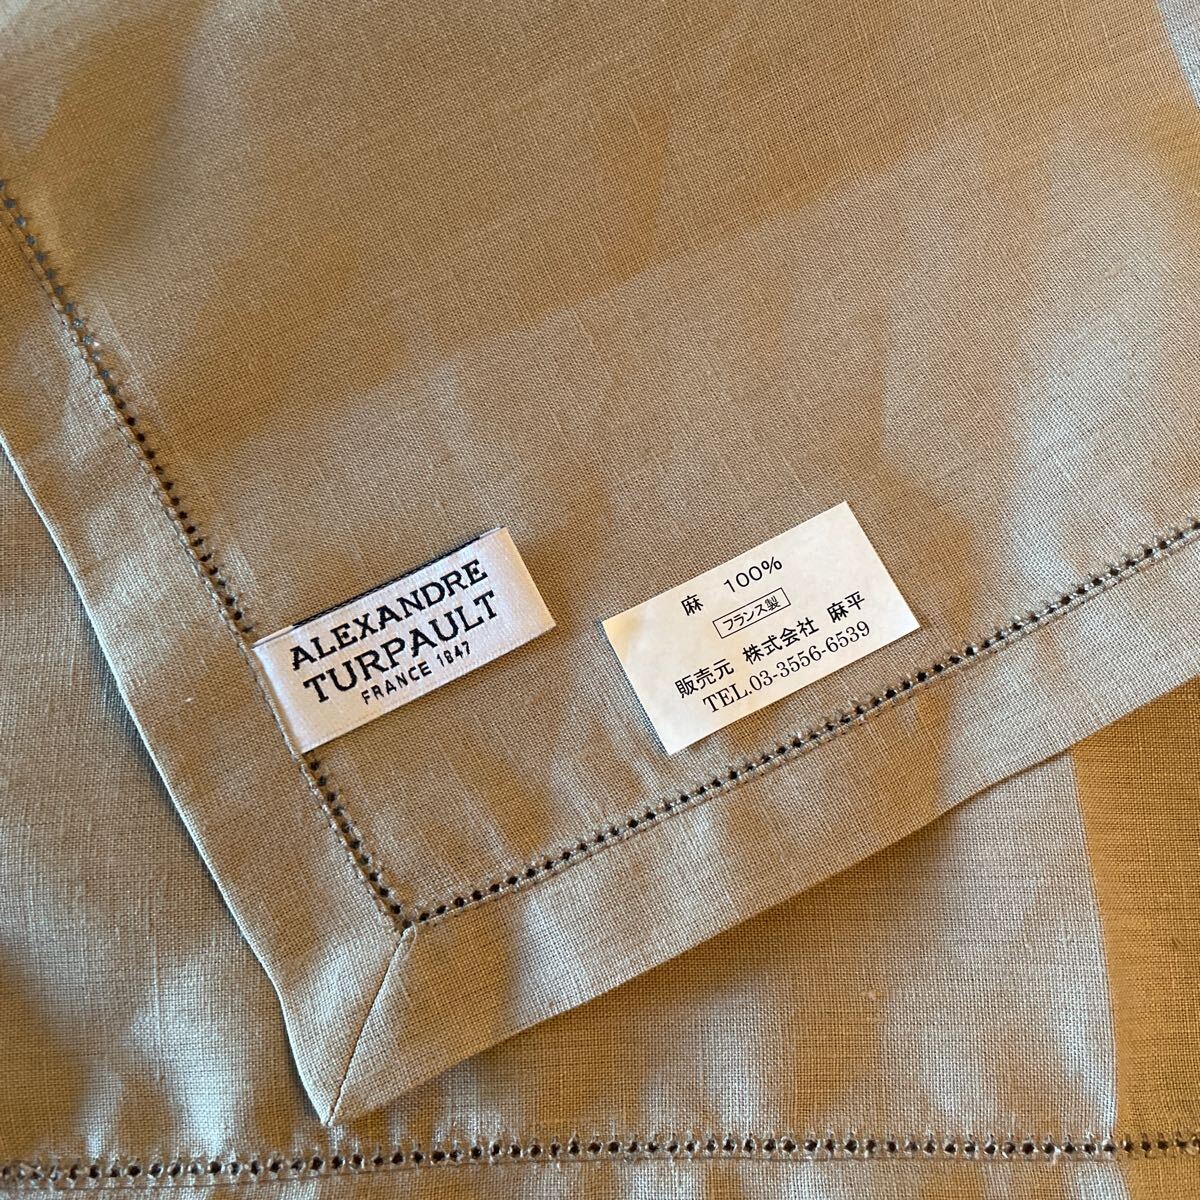 ALEXANDRE
TURPAULT
FRANCE 1847
麻 100%
フランス製
販売元 株式会社 麻平
TEL.03-3556-6539